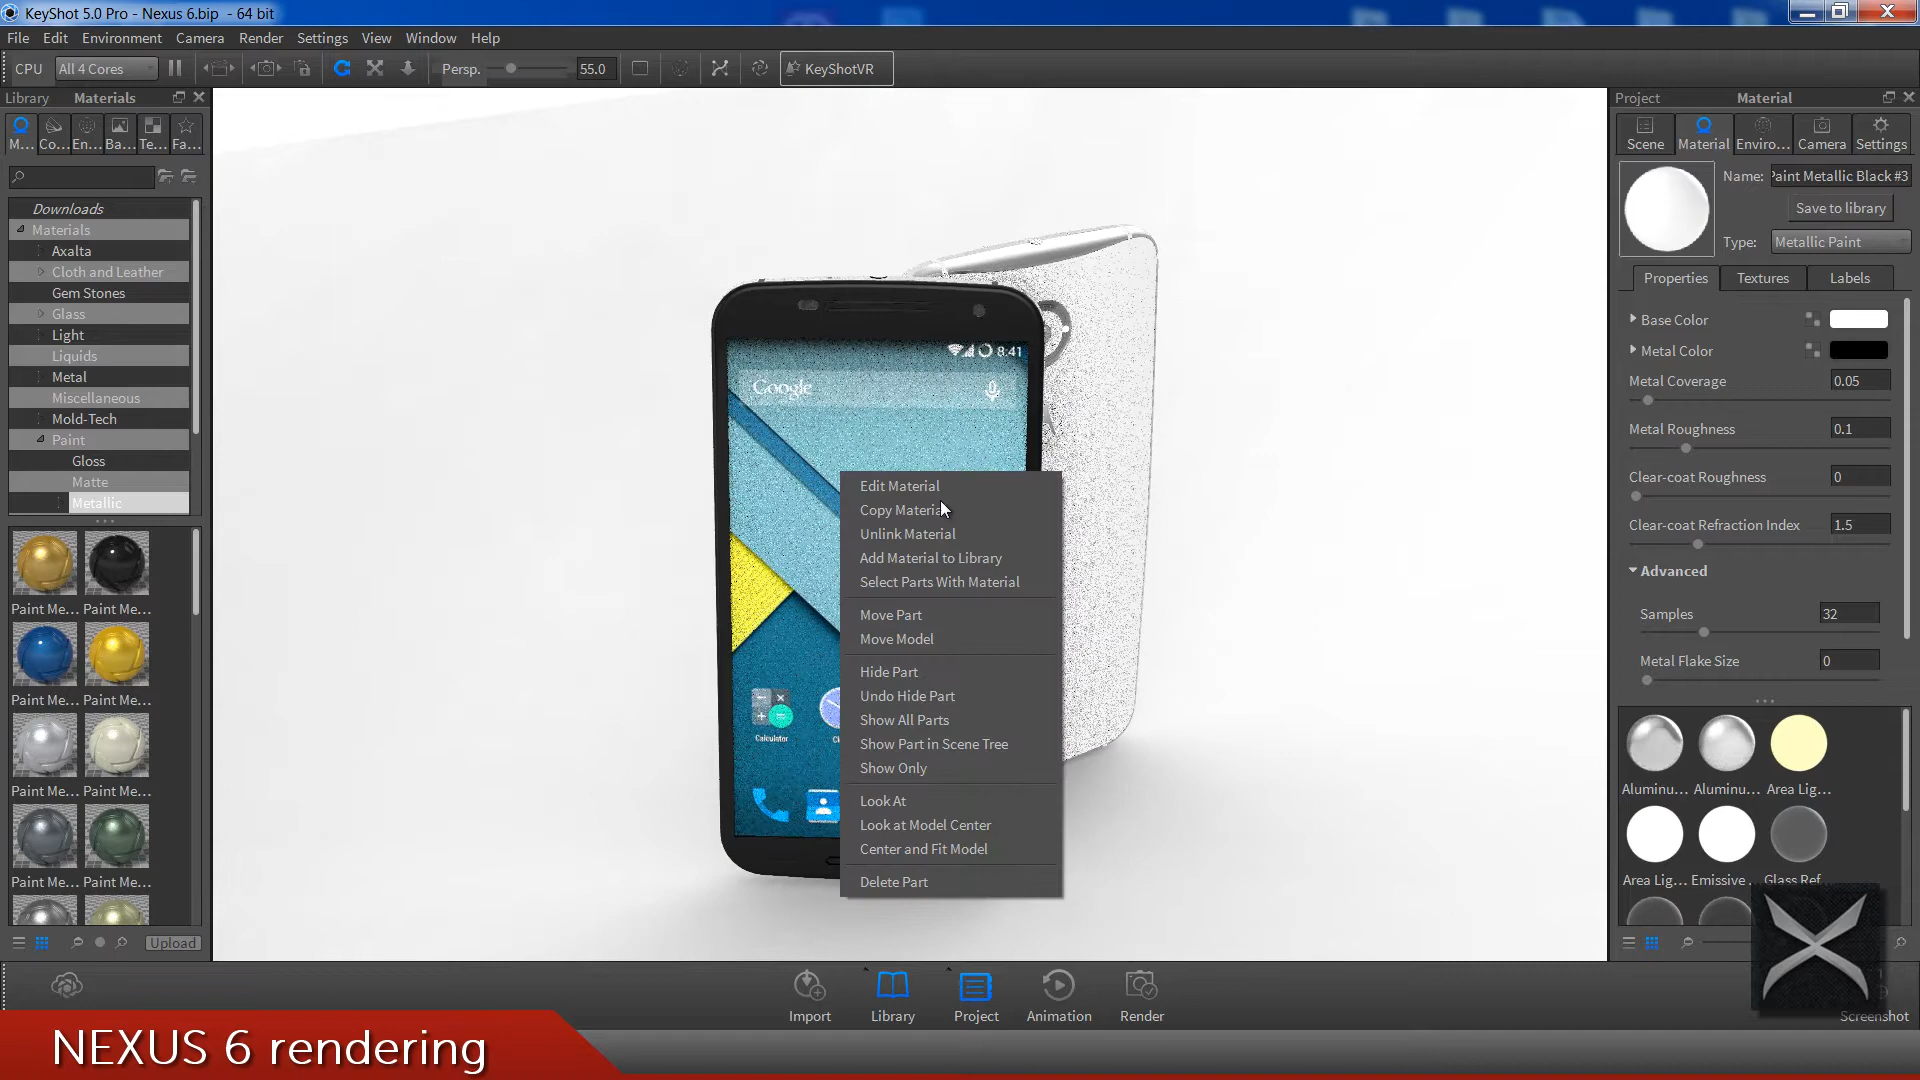 KeyShot 5.0 Pro - Nexus 6.bip - 64 bit
File Edit Environment Camera Render Settings View Window Help
CPU All 4 Cores Persp. 55.0 KeyShotVR
Library Materials
M... Co... En... Ba... Te... Fa...
Downloads
Materials
Axalta
Cloth and Leather
Gem Stones
Glass
Light
Liquids
Metal
Miscellaneous
Mold-Tech
Paint
Gloss
Matte
Metallic
Paint Me... Paint Me...
Paint Me... Paint Me...
Paint Me... Paint Me...
Paint Me... Paint Me...
Upload
8:41
Google
Calculator
Edit Material
Copy Material
Unlink Material
Add Material to Library
Select Parts With Material
Move Part
Move Model
Hide Part
Undo Hide Part
Show All Parts
Show Part in Scene Tree
Show Only
Look At
Look at Model Center
Center and Fit Model
Delete Part
Project Material
Scene Material Enviro... Camera Settings
Name: Paint Metallic Black #3
Save to library
Type: Metallic Paint
Properties Textures Labels
Base Color
Metal Color
Metal Coverage 0.05
Metal Roughness 0.1
Clear-coat Roughness 0
Clear-coat Refraction Index 1.5
Advanced
Samples 32
Metal Flake Size 0
Aluminu... Aluminu... Area Lig...
Area Lig... Emissive Glass Ref
Import Library Project Animation Render Screenshot
NEXUS 6 rendering